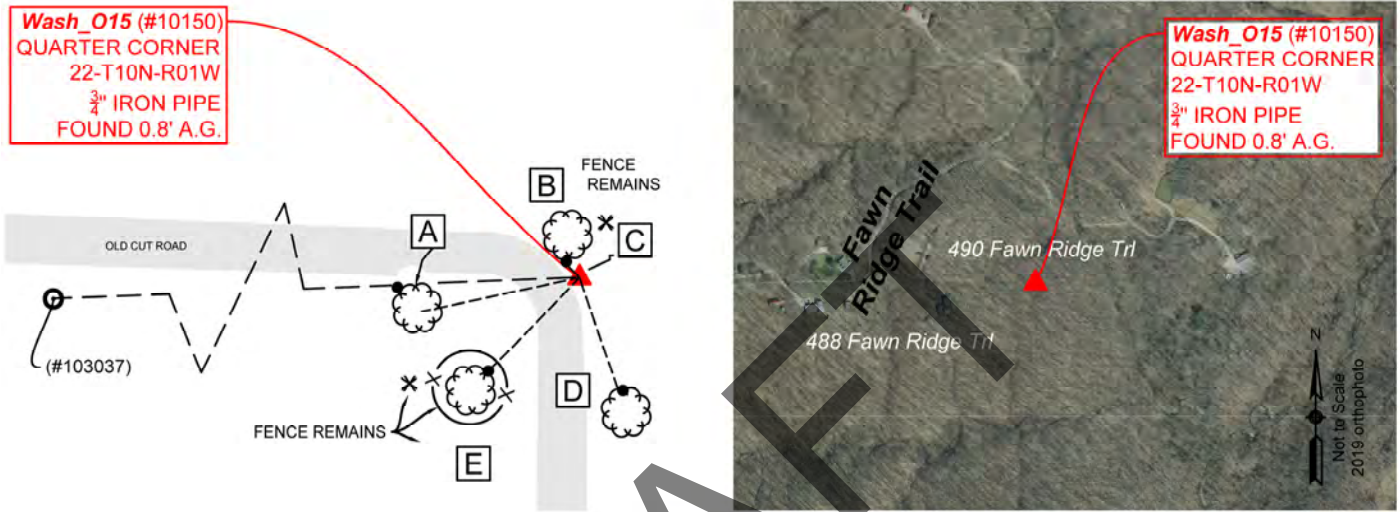 Wash_O15 (#10150)
QUARTER CORNER
22-T10N-R01W
3/4" IRON PIPE
FOUND 0.8' A.G.
OLD CUT ROAD
(#103037)
A
B
FENCE
REMAINS
C
D
FENCE REMAINS
E
Wash_O15 (#10150)
QUARTER CORNER
22-T10N-R01W
3/4" IRON PIPE
FOUND 0.8' A.G.
Fawn
Ridge Trail
490 Fawn Ridge Trl
488 Fawn Ridge Trl
N
Not to Scale
2019 orthophoto